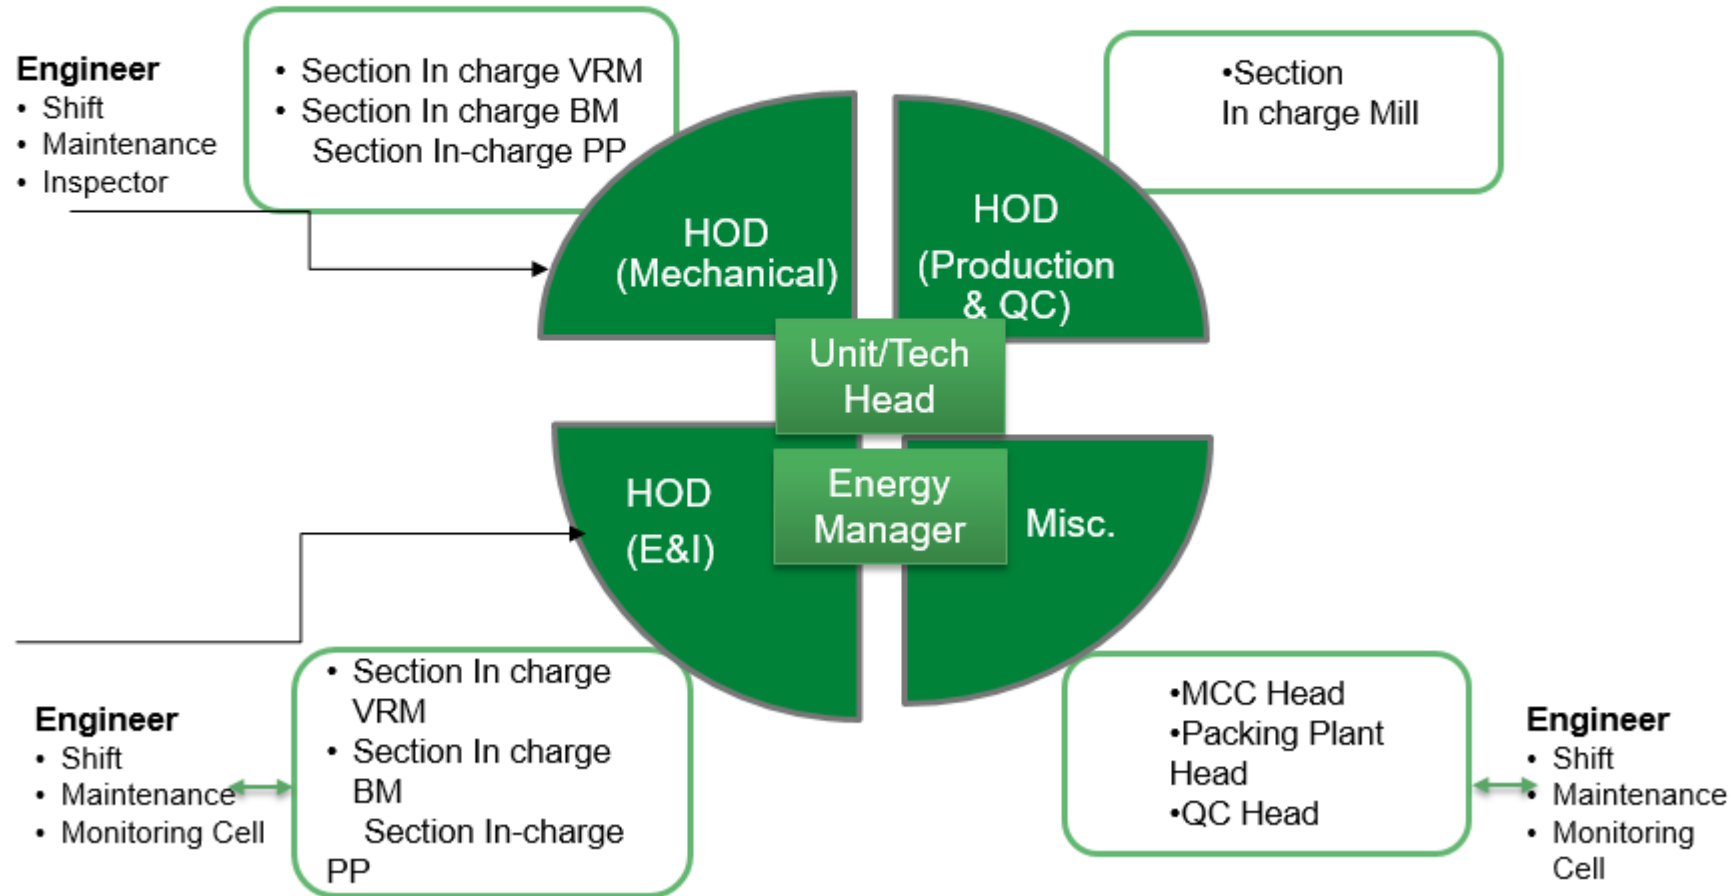 Engineer
• Shift
• Maintenance
• Inspector
• Section In charge VRM
• Section In charge BM
Section In-charge PP
•Section
In charge Mill
HOD
(Mechanical)
HOD
(Production
& QC)
Unit/Tech
Head
Energy
Manager
HOD
(E&I)
Misc.
Engineer
• Shift
• Maintenance
• Monitoring Cell
• Section In charge
VRM
• Section In charge
BM
Section In-charge
PP
•MCC Head
•Packing Plant
Head
•QC Head
Engineer
• Shift
• Maintenance
• Monitoring
Cell